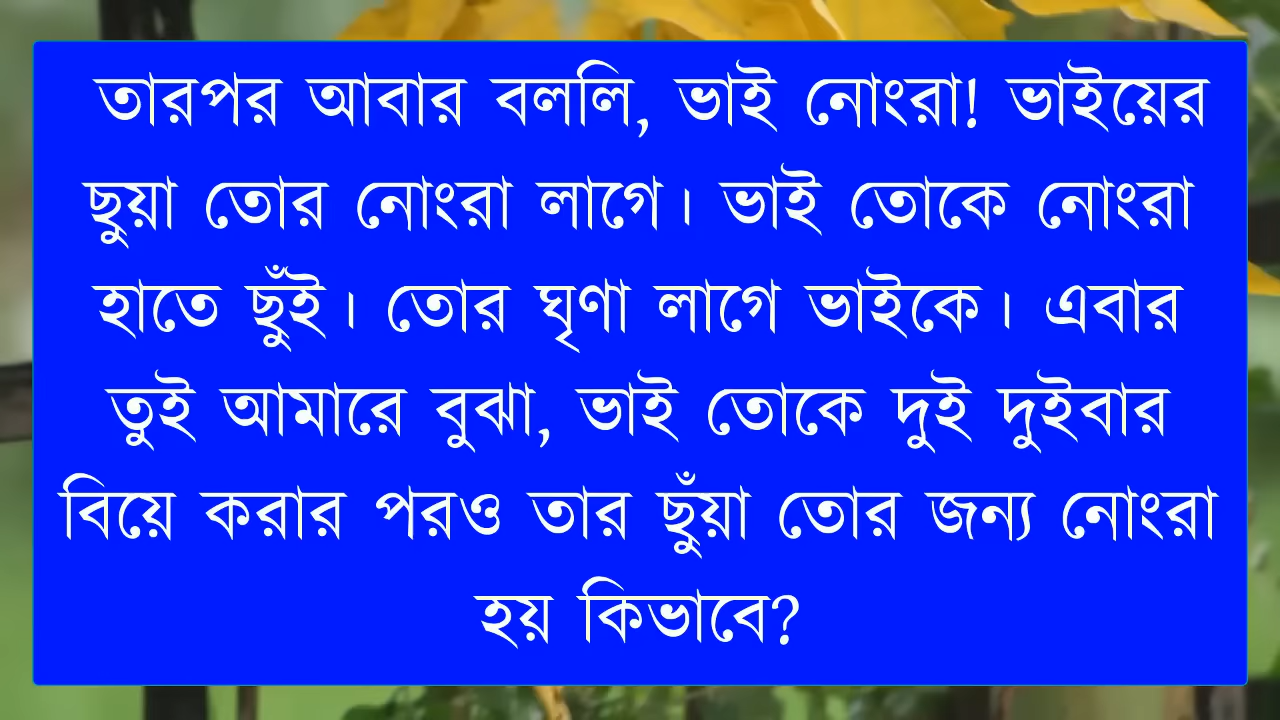 তারপর আবার বললি, ভাই নোংরা! ভাইয়ের
ছুয়া তোর নোংরা লাগে। ভাই তোকে নোংরা
হাতে ছুঁই। তোর ঘৃণা লাগে ভাইকে। এবার
তুই আমারে বুঝা, ভাই তোকে দুই দুইবার
বিয়ে করার পরও তার ছুঁয়া তোর জন্য নোংরা
হয় কিভাবে?